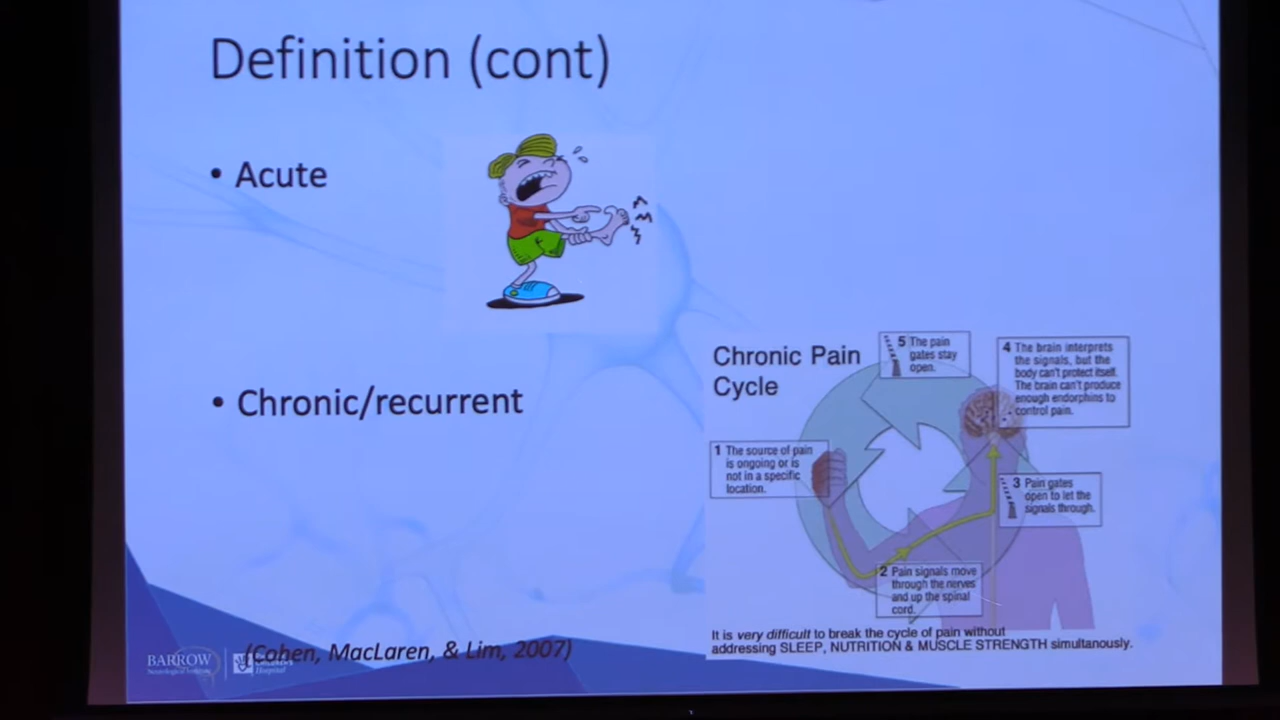 Definition (cont)
• Acute
• Chronic/recurrent
Chronic Pain
Cycle
1 The source of pain
is ongoing or is
not in a specific
location.
2 Pain signals move
through the nerves
and up the spinal
cord.
3 Pain gates
open to let the
signals through.
4 The brain interprets
the signals, but the
body can't protect itself.
The brain can't produce
enough endorphins to
control pain.
5 The pain
gates stay
open.
It is very difficult to break the cycle of pain without
addressing SLEEP, NUTRITION & MUSCLE STRENGTH simultanously.
(Cohen, MacLaren, & Lim, 2007)
BARROW
Neurological Institute
Hospital